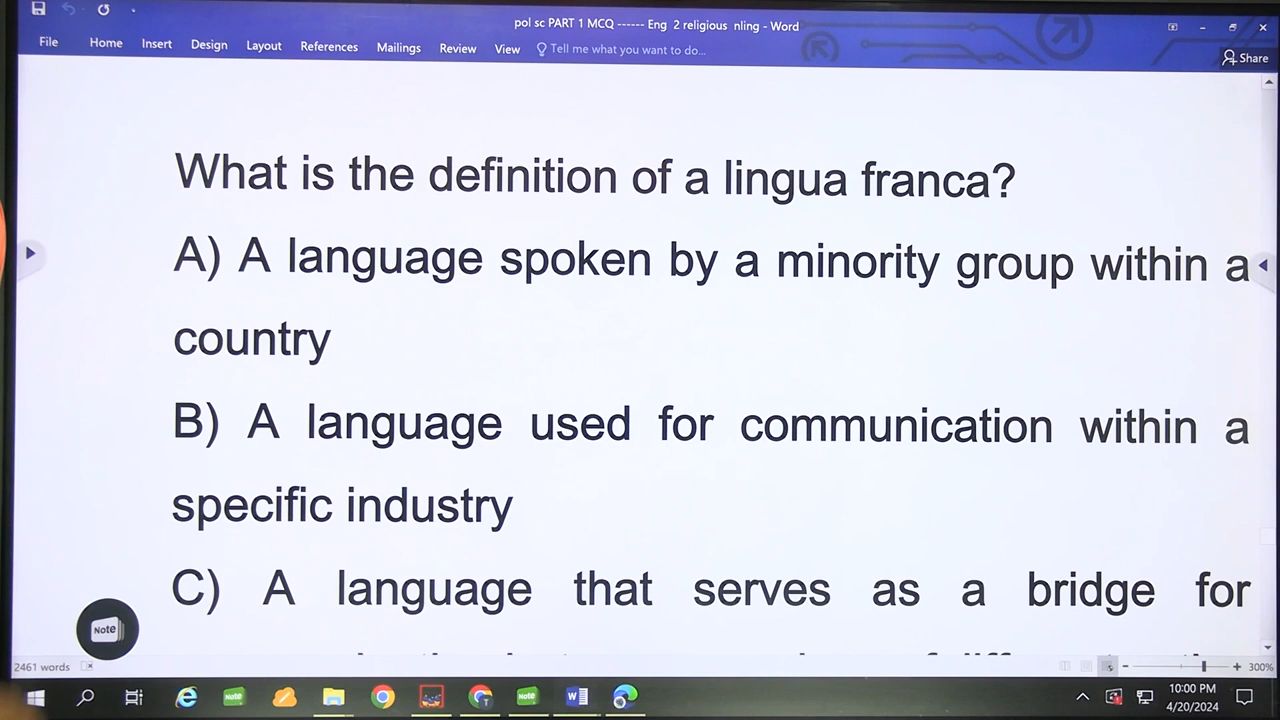 pol sc PART 1 MCQ ------ Eng 2 religious nling - Word
File Home Insert Design Layout References Mailings Review View Tell me what you want to do...
Share
What is the definition of a lingua franca?
A) A language spoken by a minority group within a
country
B) A language used for communication within a
specific industry
C) A language that serves as a bridge for
Note
2461 words
300%
Note
Note
10:00 PM
4/20/2024